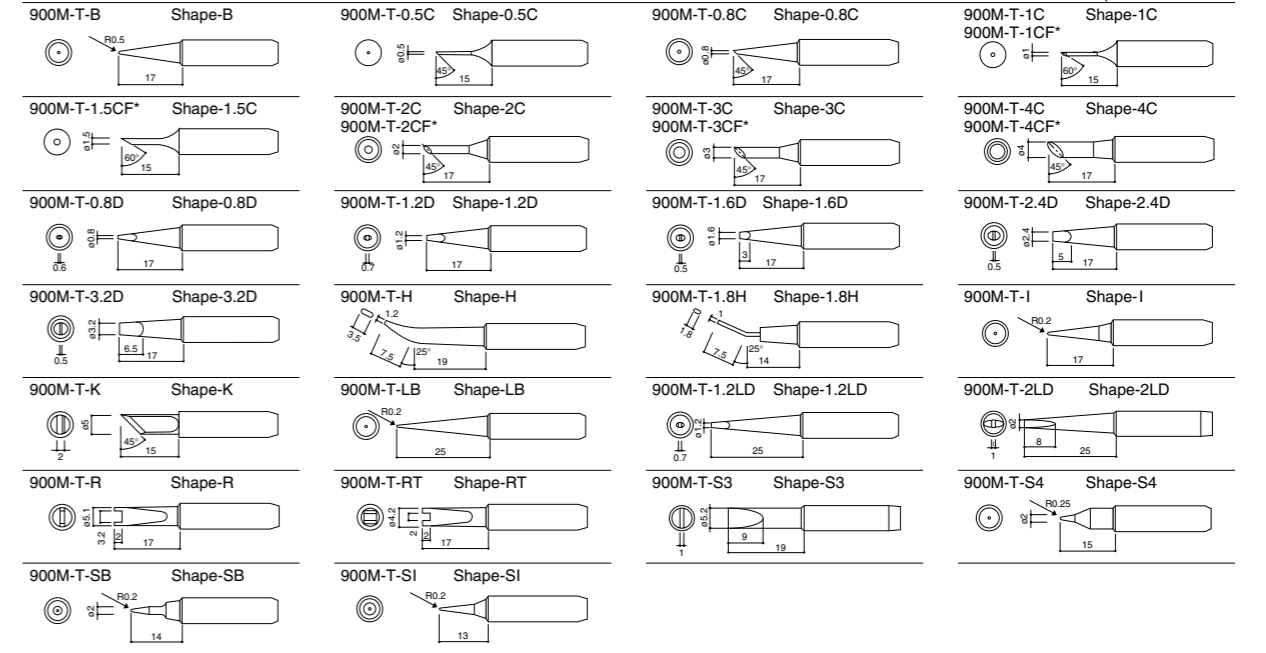 900M-T-B Shape-B
R0.5
17
900M-T-0.5C Shape-0.5C
ø0.5
45°
15
900M-T-0.8C Shape-0.8C
ø0.8
45°
17
900M-T-1C Shape-1C
900M-T-1CF*
ø1
60°
15
900M-T-1.5CF* Shape-1.5C
ø1.5
60°
15
900M-T-2C Shape-2C
900M-T-2CF*
ø2
45°
17
900M-T-3C Shape-3C
900M-T-3CF*
ø3
45°
17
900M-T-4C Shape-4C
900M-T-4CF*
ø4
45°
17
900M-T-0.8D Shape-0.8D
ø0.8
0.6
17
900M-T-1.2D Shape-1.2D
ø1.2
0.7
17
900M-T-1.6D Shape-1.6D
ø1.6
0.5
3
17
900M-T-2.4D Shape-2.4D
ø2.4
0.5
5
17
900M-T-3.2D Shape-3.2D
ø3.2
0.5
6.5
17
900M-T-H Shape-H
1.2
3.5
7.5
25°
19
900M-T-1.8H Shape-1.8H
1
1.8
7.5
25°
14
900M-T-I Shape-I
R0.2
17
900M-T-K Shape-K
ø5
45°
2
15
900M-T-LB Shape-LB
R0.2
25
900M-T-1.2LD Shape-1.2LD
ø1.2
0.7
25
900M-T-2LD Shape-2LD
ø2
8
1
25
900M-T-R Shape-R
ø5.1
3.2
2
17
900M-T-RT Shape-RT
ø4.2
2
2
17
900M-T-S3 Shape-S3
ø5.2
9
1
19
900M-T-S4 Shape-S4
R0.25
ø2
15
900M-T-SB Shape-SB
R0.2
ø2
14
900M-T-SI Shape-SI
R0.2
13